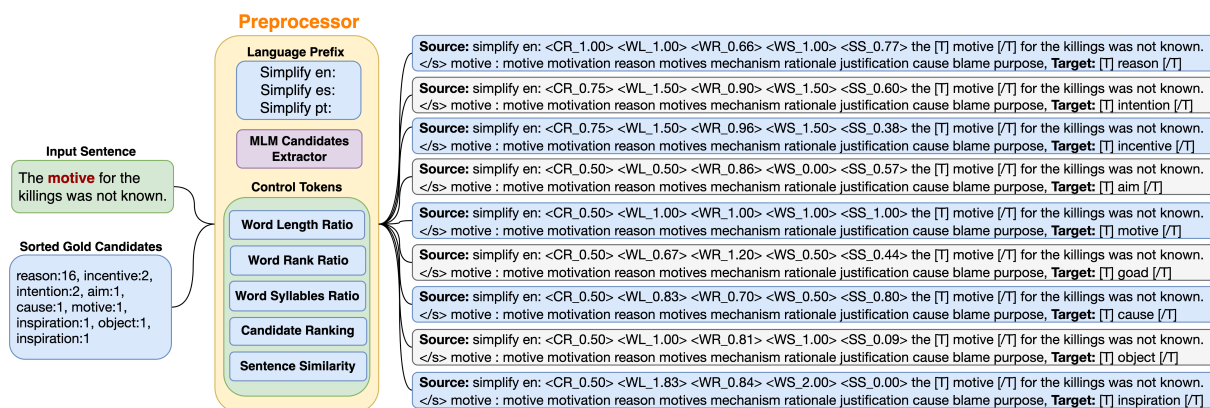 Preprocessor
Language Prefix
Simplify en:
Simplify es:
Simplify pt:
MLM Candidates
Extractor
Control Tokens
Word Length Ratio
Word Rank Ratio
Word Syllables Ratio
Candidate Ranking
Sentence Similarity
Input Sentence
The motive for the
killings was not known.
Sorted Gold Candidates
reason:16, incentive:2,
intention:2, aim:1,
cause:1, motive:1,
inspiration:1, object:1,
inspiration:1
Source: simplify en: <CR_1.00> <WL_1.00> <WR_0.66> <WS_1.00> <SS_0.77> the [T] motive [/T] for the killings was not known.
</s> motive : motive motivation reason motives mechanism rationale justification cause blame purpose, Target: [T] reason [/T]
Source: simplify en: <CR_0.75> <WL_1.50> <WR_0.90> <WS_1.50> <SS_0.60> the [T] motive [/T] for the killings was not known.
</s> motive : motive motivation reason motives mechanism rationale justification cause blame purpose, Target: [T] intention [/T]
Source: simplify en: <CR_0.75> <WL_1.50> <WR_0.96> <WS_1.50> <SS_0.38> the [T] motive [/T] for the killings was not known.
</s> motive : motive motivation reason motives mechanism rationale justification cause blame purpose, Target: [T] incentive [/T]
Source: simplify en: <CR_0.50> <WL_0.50> <WR_0.86> <WS_0.00> <SS_0.57> the [T] motive [/T] for the killings was not known.
</s> motive : motive motivation reason motives mechanism rationale justification cause blame purpose, Target: [T] aim [/T]
Source: simplify en: <CR_0.50> <WL_1.00> <WR_1.00> <WS_1.00> <SS_1.00> the [T] motive [/T] for the killings was not known.
</s> motive : motive motivation reason motives mechanism rationale justification cause blame purpose, Target: [T] motive [/T]
Source: simplify en: <CR_0.50> <WL_0.67> <WR_1.20> <WS_0.50> <SS_0.44> the [T] motive [/T] for the killings was not known.
</s> motive : motive motivation reason motives mechanism rationale justification cause blame purpose, Target: [T] goad [/T]
Source: simplify en: <CR_0.50> <WL_0.83> <WR_0.70> <WS_0.50> <SS_0.80> the [T] motive [/T] for the killings was not known.
</s> motive : motive motivation reason motives mechanism rationale justification cause blame purpose, Target: [T] cause [/T]
Source: simplify en: <CR_0.50> <WL_1.00> <WR_0.81> <WS_1.00> <SS_0.09> the [T] motive [/T] for the killings was not known.
</s> motive : motive motivation reason motives mechanism rationale justification cause blame purpose, Target: [T] object [/T]
Source: simplify en: <CR_0.50> <WL_1.83> <WR_0.84> <WS_2.00> <SS_0.00> the [T] motive [/T] for the killings was not known.
</s> motive : motive motivation reason motives mechanism rationale justification cause blame purpose, Target: [T] inspiration [/T]